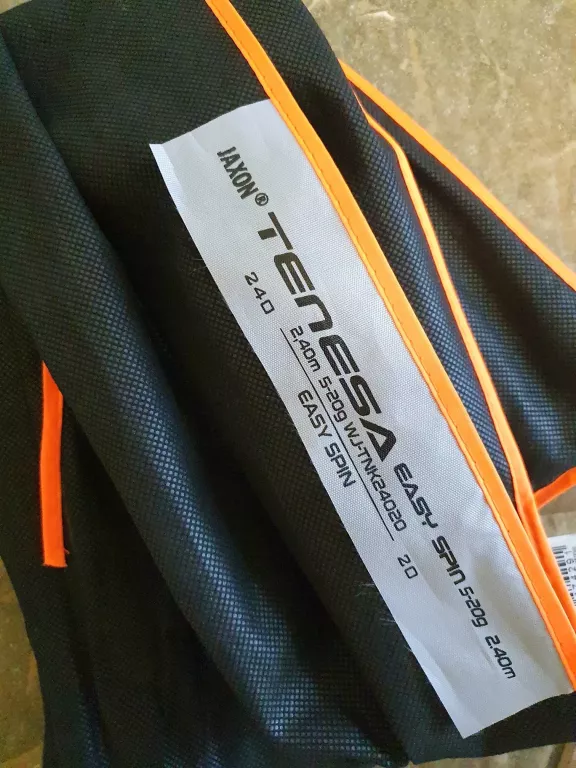 JAXON®
TENESA EASY SPIN 5-20g 2.40m
240 2,40m 5-20g WJ-TNK24020 20
EASY SPIN